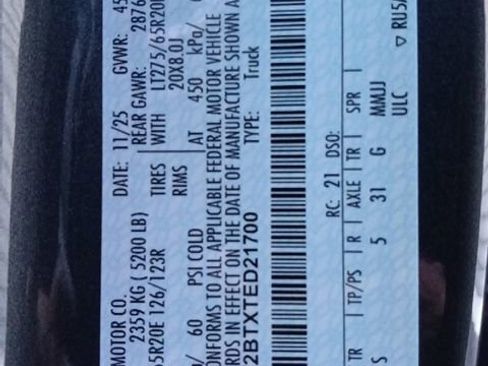 MOTOR CO. DATE: 11/25 GVWR: 45
2359 KG ( 5200 LB) REAR GAWR: 2876
65R20E 126/123R TIRES WITH LT275/65R20
RIMS 20X8.0J
/ 60 PSI COLD AT 450 kPa/
ONFORMS TO ALL APPLICABLE FEDERAL MOTOR VEHICLE
RDS IN EFFECT ON THE DATE OF MANUFACTURE SHOWN A
2BTXTED21700 TYPE: Truck
RC: 21 DSO:
TR TP/PS R AXLE TR SPR
S 5 31 G MMJJ
ULC ▽ RU5